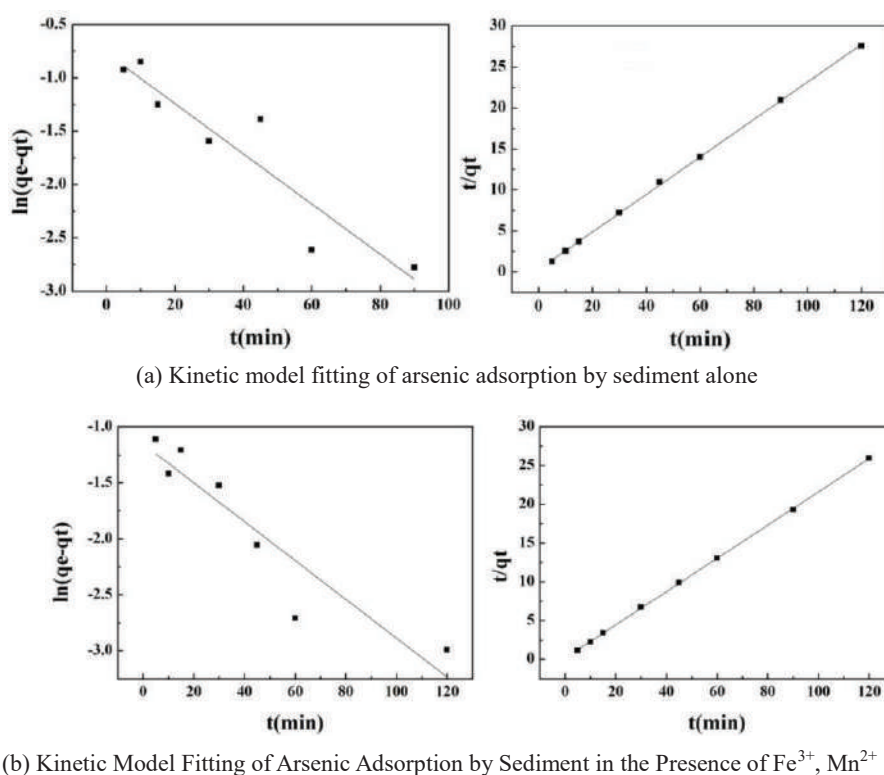 -0.5
-1.0
-1.5
-2.0
-2.5
-3.0
ln(qe-qt)
0 20 40 60 80 100
t(min)
30
25
20
15
10
5
0
t/qt
0 20 40 60 80 100 120
t(min)
(a) Kinetic model fitting of arsenic adsorption by sediment alone
-1.0
-1.5
-2.0
-2.5
-3.0
ln(qe-qt)
0 20 40 60 80 100 120
t(min)
30
25
20
15
10
5
0
t/qt
0 20 40 60 80 100 120
t(min)
(b) Kinetic Model Fitting of Arsenic Adsorption by Sediment in the Presence of Fe³⁺, Mn²⁺